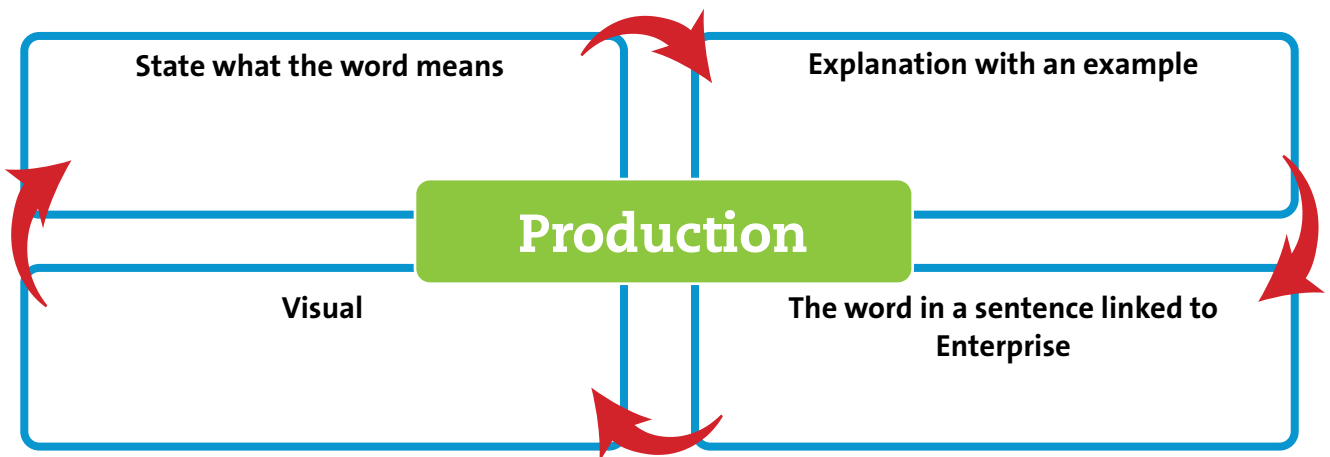 State what the word means
Explanation with an example
Production
Visual
The word in a sentence linked to
Enterprise